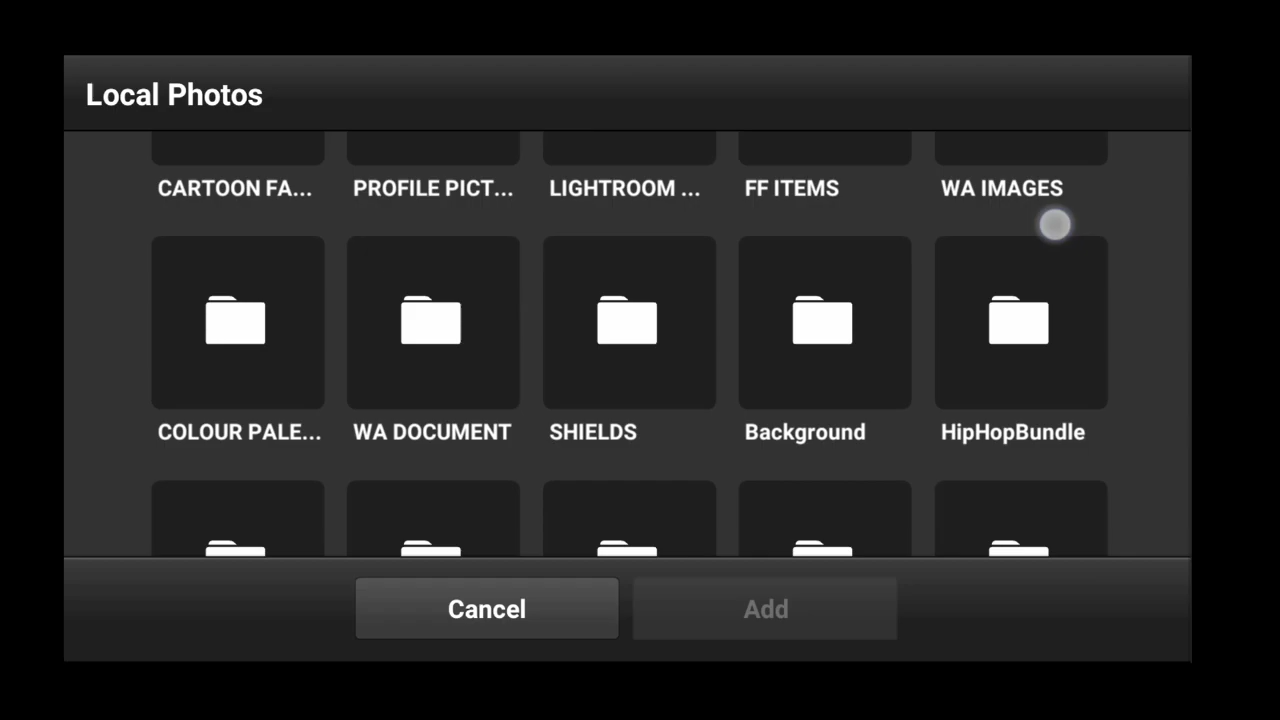 Local Photos
CARTOON FA...
PROFILE PICT...
LIGHTROOM ...
FF ITEMS
WA IMAGES
COLOUR PALE...
WA DOCUMENT
SHIELDS
Background
HipHopBundle
Cancel
Add